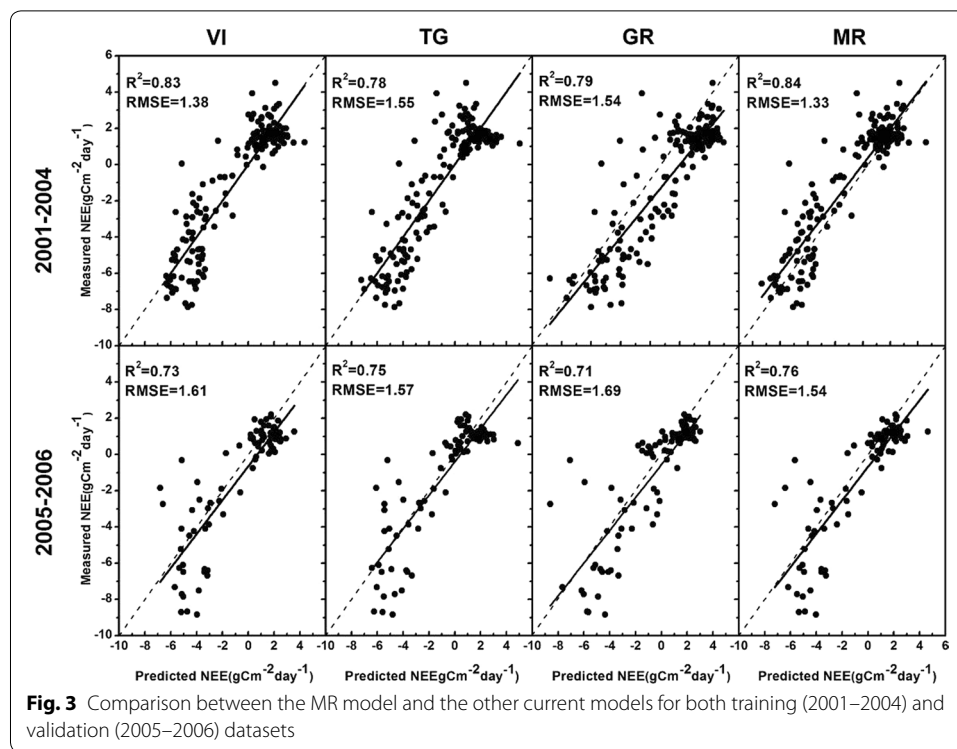 VI TG GR MR
2001-2004
Measured NEE(gCm⁻²day⁻¹)
6
4
2
0
-2
-4
-6
-8
-10
R²=0.83
RMSE=1.38
R²=0.78
RMSE=1.55
R²=0.79
RMSE=1.54
R²=0.84
RMSE=1.33
2005-2006
Measured NEE(gCm⁻²day⁻¹)
4
2
0
-2
-4
-6
-8
-10
R²=0.73
RMSE=1.61
R²=0.75
RMSE=1.57
R²=0.71
RMSE=1.69
R²=0.76
RMSE=1.54
-10 -8 -6 -4 -2 0 2 4 -10 -8 -6 -4 -2 0 2 4 -10 -8 -6 -4 -2 0 2 4 -10 -8 -6 -4 -2 0 2 4 6
Predicted NEE(gCm⁻²day⁻¹) Predicted NEE(gCm⁻²day⁻¹) Predicted NEE(gCm⁻²day⁻¹) Predicted NEE(gCm⁻²day⁻¹)
Fig. 3 Comparison between the MR model and the other current models for both training (2001–2004) and
validation (2005–2006) datasets